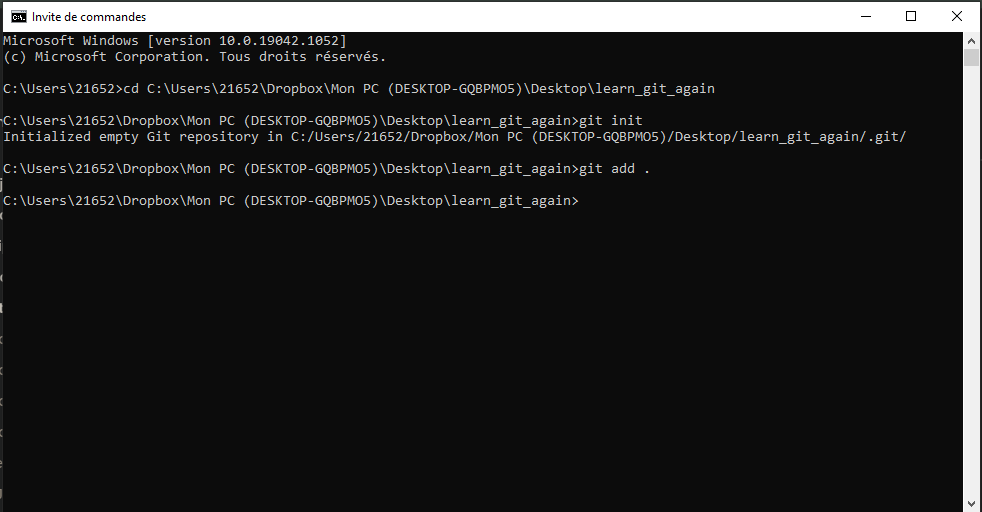 Invite de commandes
Microsoft Windows [version 10.0.19042.1052]
(c) Microsoft Corporation. Tous droits réservés.
C:\Users\21652>cd C:\Users\21652\Dropbox\Mon PC (DESKTOP-GQBPMO5)\Desktop\learn_git_again
C:\Users\21652\Dropbox\Mon PC (DESKTOP-GQBPMO5)\Desktop\learn_git_again>git init
Initialized empty Git repository in C:/Users/21652/Dropbox/Mon PC (DESKTOP-GQBPMO5)/Desktop/learn_git_again/.git/
C:\Users\21652\Dropbox\Mon PC (DESKTOP-GQBPMO5)\Desktop\learn_git_again>git add .
C:\Users\21652\Dropbox\Mon PC (DESKTOP-GQBPMO5)\Desktop\learn_git_again>